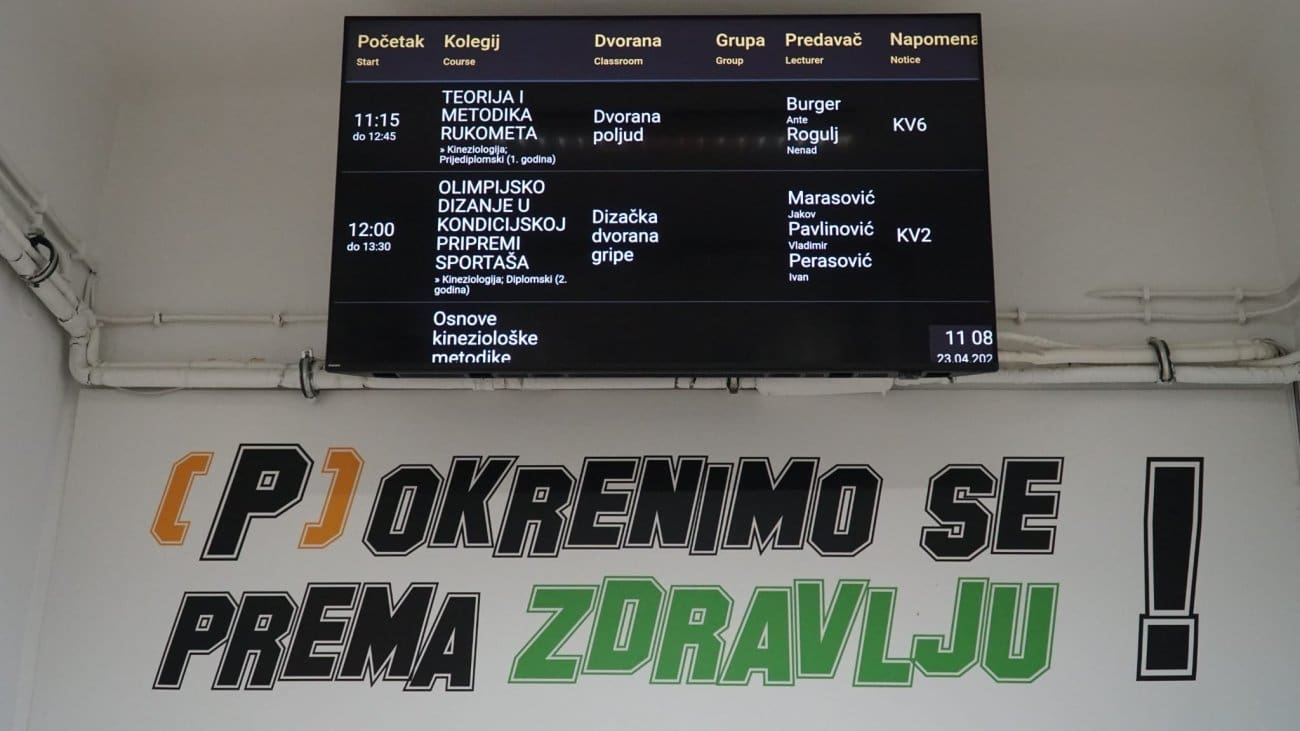 Početak Kolegij Dvorana Grupa Predavač Napomena
Start Course Classroom Group Lecturer Notice
11:15
do 12:45
TEORIJA I
METODIKA
RUKOMETA
» Kineziologija;
Prijediplomski (1. godina)
Dvorana
poljud
Burger
Ante
Rogulj
Nenad
KV6
12:00
do 13:30
OLIMPIJSKO
DIZANJE U
KONDICIJSKOJ
PRIPREMI
SPORTAŠA
» Kineziologija; Diplomski (2.
godina)
Dizačka
dvorana
gripe
Marasović
Jakov
Pavlinović
Vladimir
Perasović
Ivan
KV2
Osnove
kineziološke
metodike
11 08
23.04.202
(P)OKRENIMO SE
PREMA ZDRAVLJU !